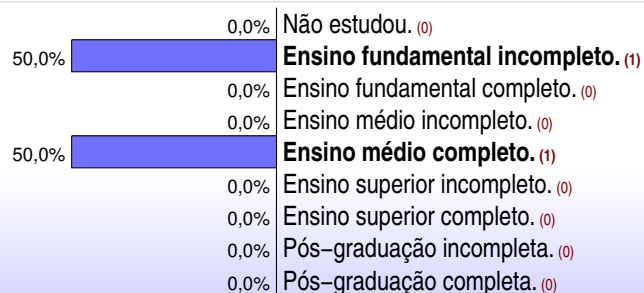 0,0% Não estudou. (0)
50,0% Ensino fundamental incompleto. (1)
0,0% Ensino fundamental completo. (0)
0,0% Ensino médio incompleto. (0)
50,0% Ensino médio completo. (1)
0,0% Ensino superior incompleto. (0)
0,0% Ensino superior completo. (0)
0,0% Pós−graduação incompleta. (0)
0,0% Pós−graduação completa. (0)